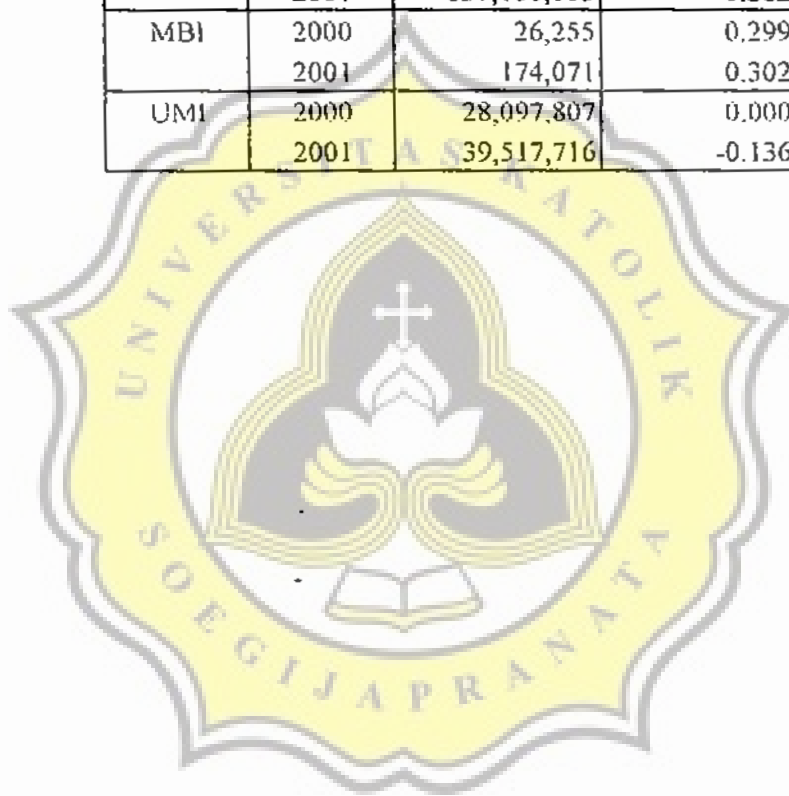 MBI 2000 26,255 0.299
2001 174,071 0.302
UMI 2000 28,097,807 0.000
2001 39,517,716 -0.136
UNIVERSITAS KATOLIK
SOEGIJAPRANATA